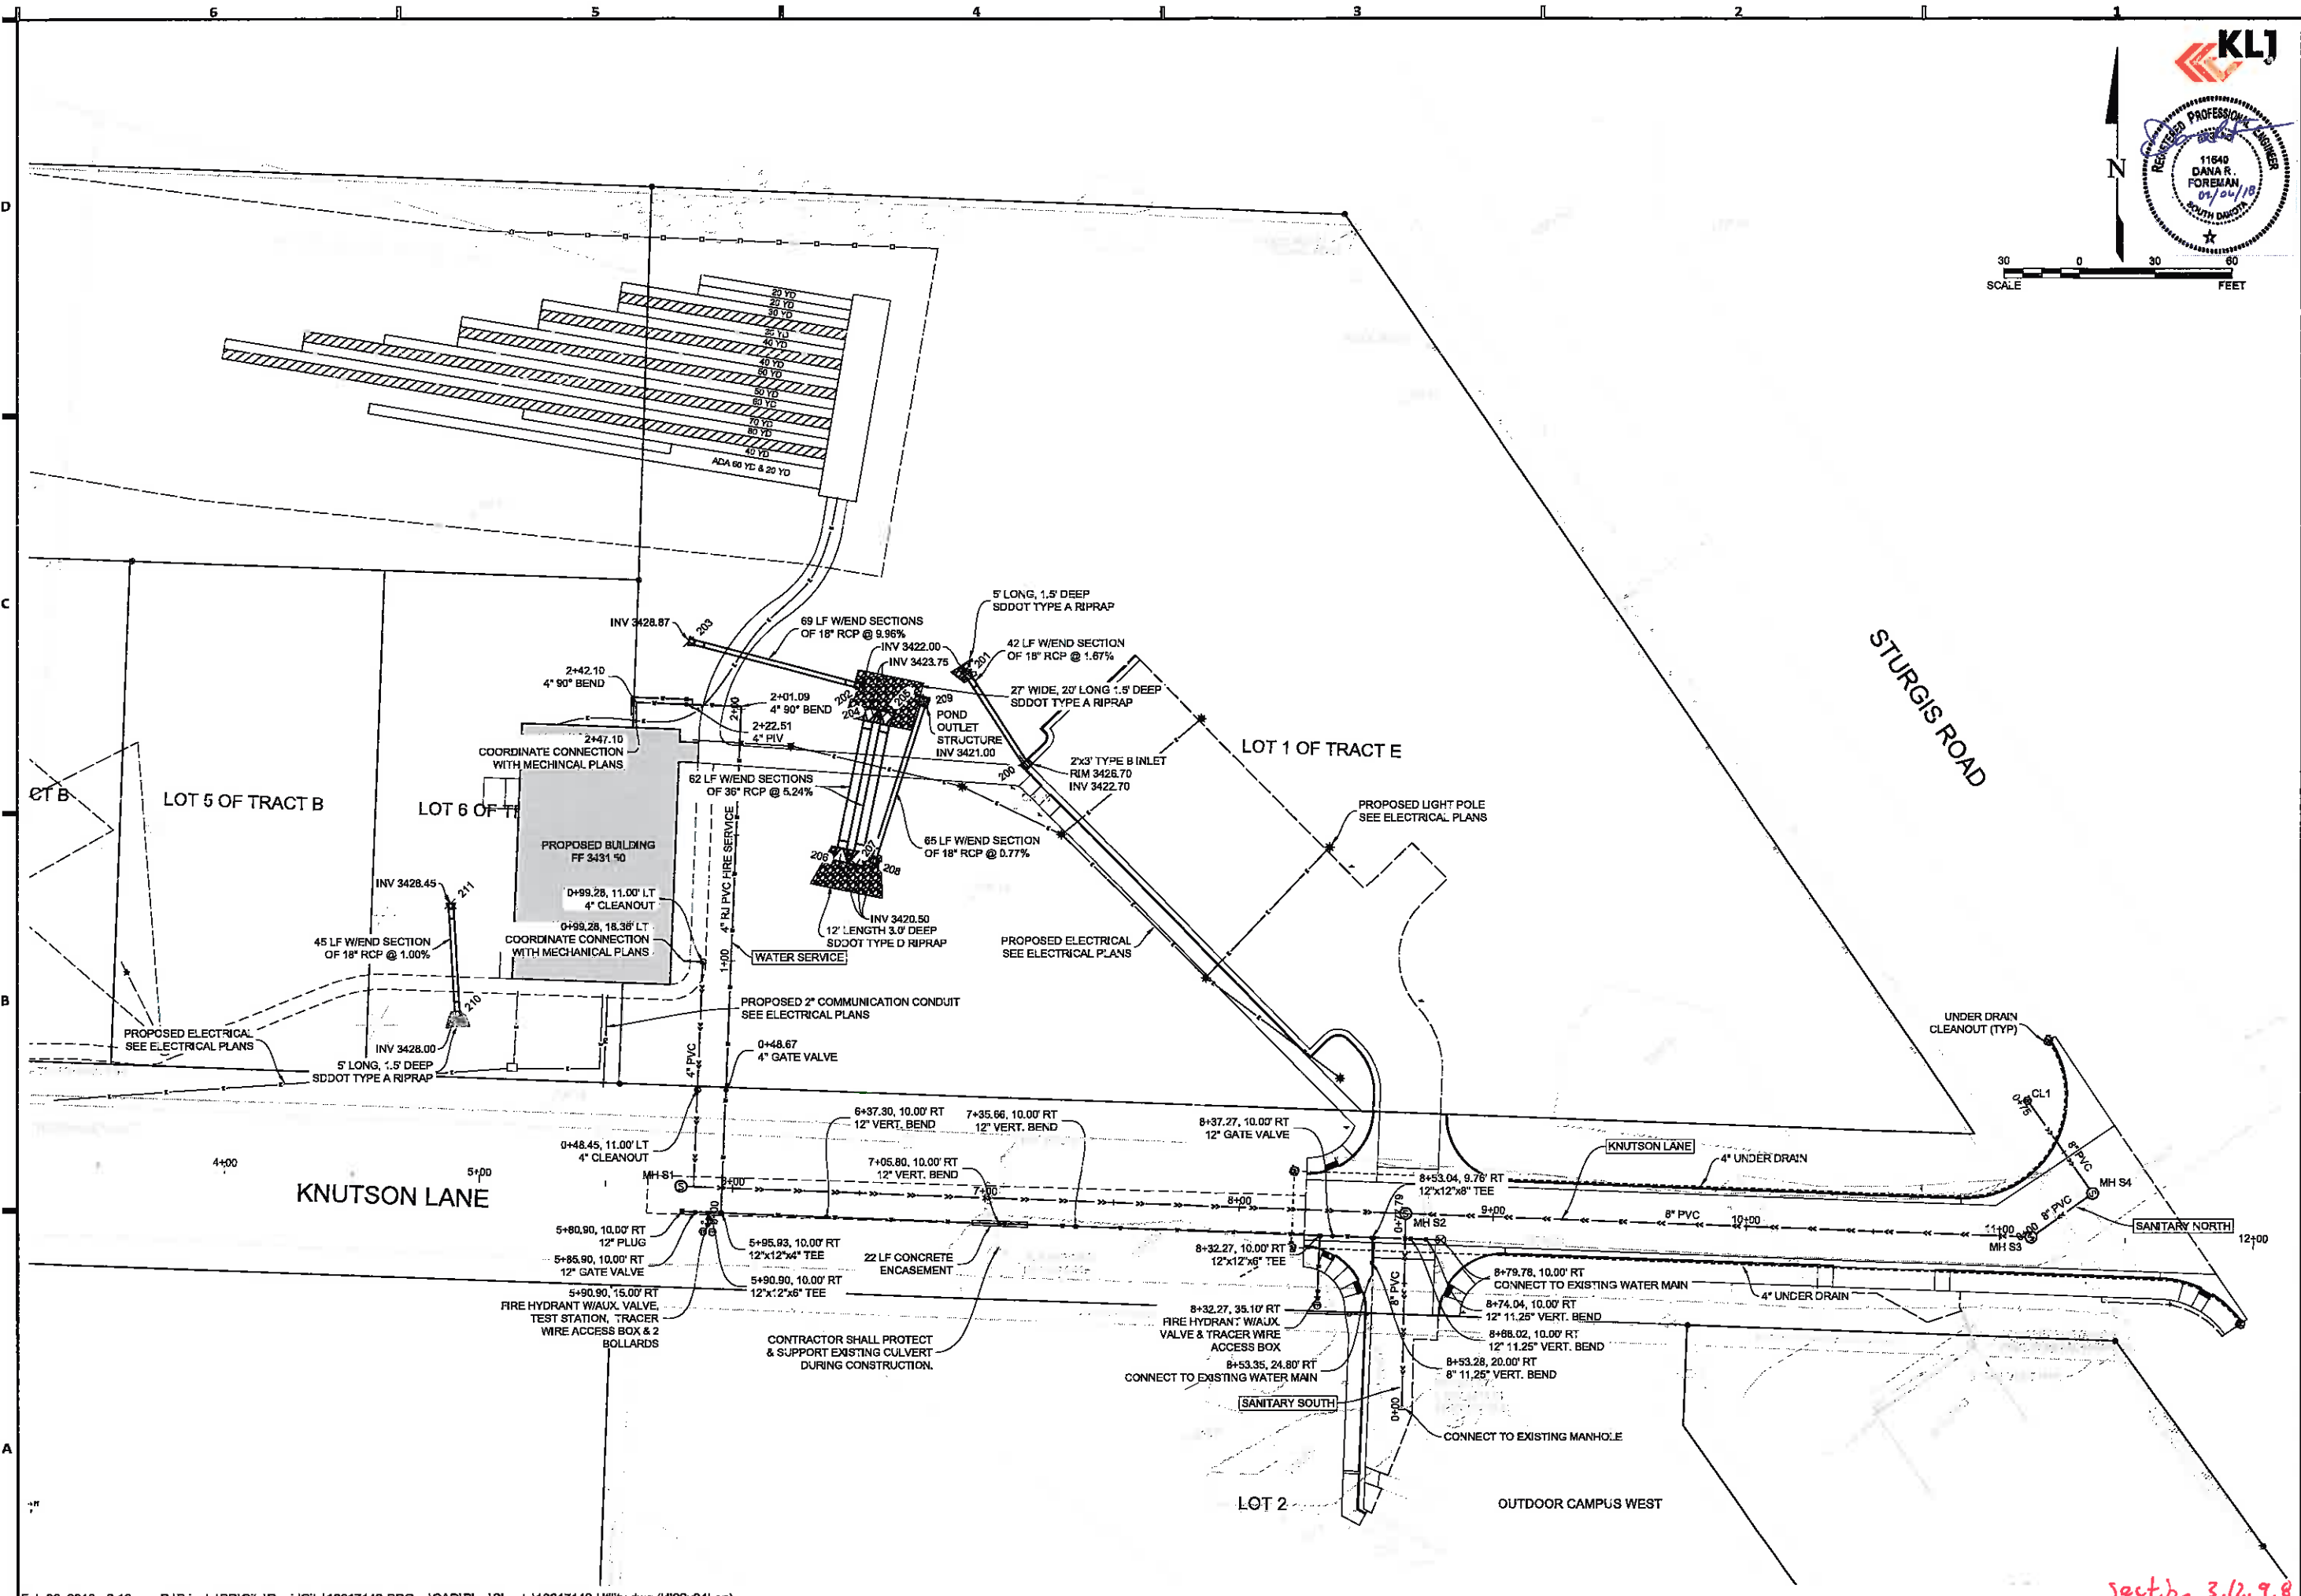 6 5 4 3 2 1
KLJ
REGISTERED PROFESSIONAL ENGINEER
11640
DANA R.
FOREMAN
SOUTH DAKOTA
N
30 0 30 60
SCALE FEET
D
20 YD
20 YD
30 YD
40 YD
40 YD
50 YD
70 YD
80 YD
40 YD
ADA 60 YD & 20 YD
C
5' LONG, 1.5' DEEP
SDDOT TYPE A RIPRAP
INV 3428.87
203
69 LF W/END SECTIONS
OF 18" RCP @ 9.96%
201
42 LF W/END SECTION
OF 18" RCP @ 1.67%
INV 3422.00
INV 3423.75
2+42.10
4" 90° BEND
2+00
2+01.09
4" 90° BEND
202
204
205
209
27' WIDE, 20' LONG 1.5' DEEP
SDDOT TYPE A RIPRAP
2+22.51
4" PIV
POND
OUTLET
STRUCTURE
INV 3421.00
2+47.10
COORDINATE CONNECTION
WITH MECHINCAL PLANS
200
2'x3' TYPE B INLET
RIM 3426.70
INV 3422.70
LOT 1 OF TRACT E
STURGIS ROAD
62 LF W/END SECTIONS
OF 36" RCP @ 5.24%
CT B
LOT 5 OF TRACT B
LOT 6 OF T
PROPOSED LIGHT POLE
SEE ELECTRICAL PLANS
PROPOSED BUILDING
FF 3431.50
4" RJ PVC FIRE SERVICE
65 LF W/END SECTION
OF 18" RCP @ 0.77%
206
207
208
INV 3428.45
211
0+99.28, 11.00' LT
4" CLEANOUT
INV 3420.50
12' LENGTH 3.0' DEEP
SDDOT TYPE D RIPRAP
0+99.28, 18.36' LT
COORDINATE CONNECTION
WITH MECHANICAL PLANS
45 LF W/END SECTION
OF 18" RCP @ 1.00%
1+00
WATER SERVICE
PROPOSED ELECTRICAL
SEE ELECTRICAL PLANS
B
210
PROPOSED 2" COMMUNICATION CONDUIT
SEE ELECTRICAL PLANS
PROPOSED ELECTRICAL
SEE ELECTRICAL PLANS
INV 3428.00
5' LONG, 1.5' DEEP
SDDOT TYPE A RIPRAP
4" PVC
0+48.67
4" GATE VALVE
UNDER DRAIN
CLEANOUT (TYP)
CL1
0+75
6+37.30, 10.00' RT
12" VERT. BEND
7+35.66, 10.00' RT
12" VERT. BEND
8+37.27, 10.00' RT
12" GATE VALVE
0+48.45, 11.00' LT
4" CLEANOUT
KNUTSON LANE
4" UNDER DRAIN
8" PVC
4+00
5+00
MH S1
7+05.80, 10.00' RT
12" VERT. BEND
7+00
8+00
8+53.04, 9.76' RT
12"x12"x8" TEE
MH S4
KNUTSON LANE
0+72.79
MH S2
9+00
8" PVC
10+00
11+00
MH S3
8" PVC
SANITARY NORTH
12+00
5+80.90, 10.00' RT
12" PLUG
5+95.93, 10.00' RT
12"x12"x4" TEE
5+85.90, 10.00' RT
12" GATE VALVE
22 LF CONCRETE
ENCASEMENT
8+32.27, 10.00' RT
12"x12"x6" TEE
5+90.90, 10.00' RT
12"x12"x6" TEE
8" PVC
8+79.78, 10.00' RT
CONNECT TO EXISTING WATER MAIN
4" UNDER DRAIN
5+90.90, 15.00' RT
FIRE HYDRANT W/AUX. VALVE,
TEST STATION, TRACER
WIRE ACCESS BOX & 2
BOLLARDS
8+32.27, 35.10' RT
FIRE HYDRANT W/AUX.
VALVE & TRACER WIRE
ACCESS BOX
8+74.04, 10.00' RT
12" 11.25° VERT. BEND
8+68.02, 10.00' RT
12" 11.25° VERT. BEND
CONTRACTOR SHALL PROTECT
& SUPPORT EXISTING CULVERT
DURING CONSTRUCTION.
8+53.35, 24.80' RT
CONNECT TO EXISTING WATER MAIN
8+53.28, 20.00' RT
8" 11.25° VERT. BEND
SANITARY SOUTH
0+00
CONNECT TO EXISTING MANHOLE
A
LOT 2
OUTDOOR CAMPUS WEST
3.12.9.8